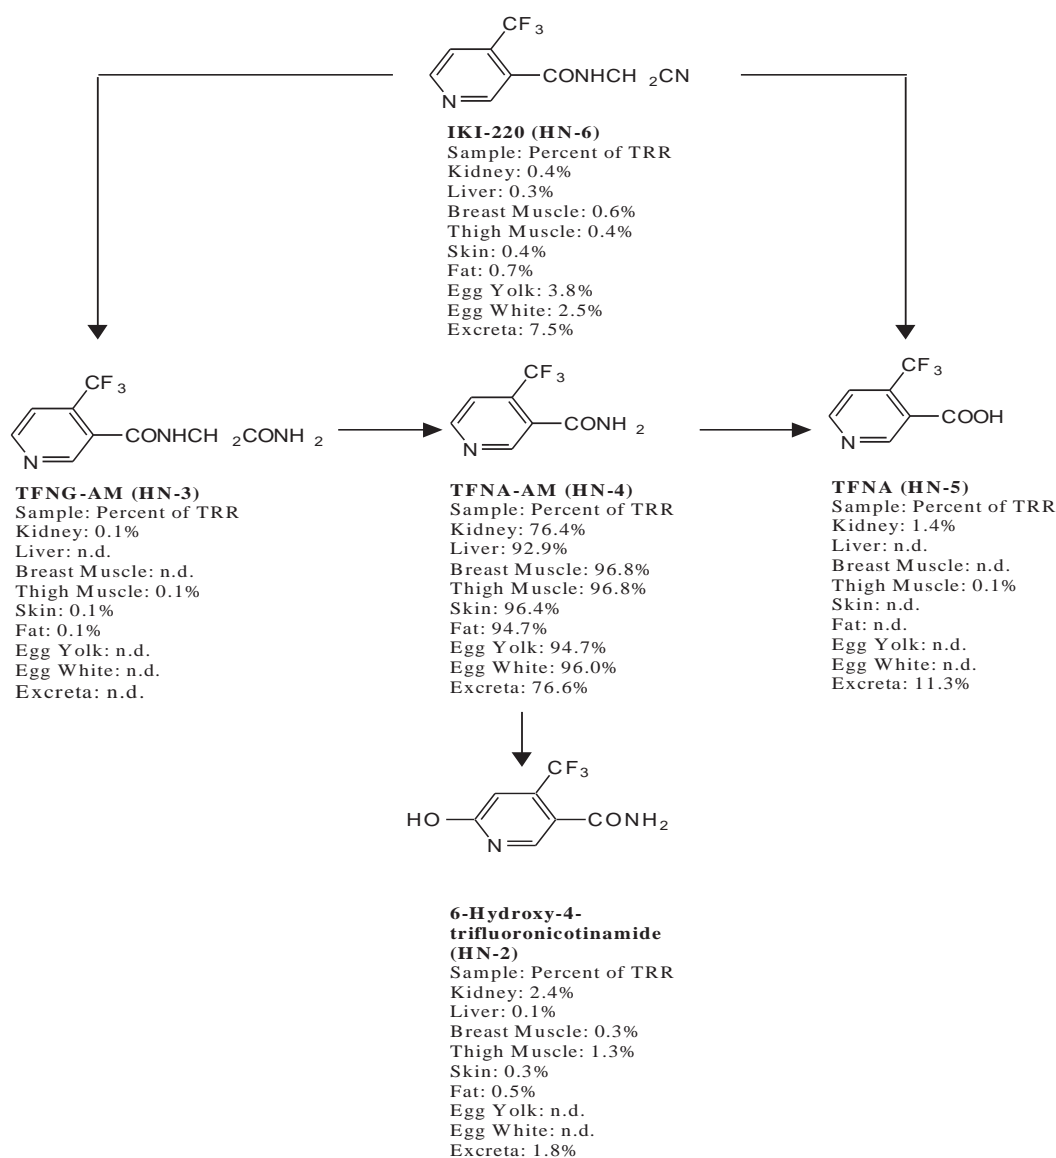 CF3
N
CONHCH 2CN
IKI-220 (HN-6)
Sample: Percent of TRR
Kidney: 0.4%
Liver: 0.3%
Breast Muscle: 0.6%
Thigh Muscle: 0.4%
Skin: 0.4%
Fat: 0.7%
Egg Yolk: 3.8%
Egg White: 2.5%
Excreta: 7.5%
CF3
N
CONHCH 2CONH 2
TFNG-AM (HN-3)
Sample: Percent of TRR
Kidney: 0.1%
Liver: n.d.
Breast Muscle: n.d.
Thigh Muscle: 0.1%
Skin: 0.1%
Fat: 0.1%
Egg Yolk: n.d.
Egg White: n.d.
Excreta: n.d.
CF3
N
CONH 2
TFNA-AM (HN-4)
Sample: Percent of TRR
Kidney: 76.4%
Liver: 92.9%
Breast Muscle: 96.8%
Thigh Muscle: 96.8%
Skin: 96.4%
Fat: 94.7%
Egg Yolk: 94.7%
Egg White: 96.0%
Excreta: 76.6%
CF3
N
COOH
TFNA (HN-5)
Sample: Percent of TRR
Kidney: 1.4%
Liver: n.d.
Breast Muscle: n.d.
Thigh Muscle: 0.1%
Skin: n.d.
Fat: n.d.
Egg Yolk: n.d.
Egg White: n.d.
Excreta: 11.3%
CF3
HO
N
CONH2
6-Hydroxy-4-
trifluoronicotinamide
(HN-2)
Sample: Percent of TRR
Kidney: 2.4%
Liver: 0.1%
Breast Muscle: 0.3%
Thigh Muscle: 1.3%
Skin: 0.3%
Fat: 0.5%
Egg Yolk: n.d.
Egg White: n.d.
Excreta: 1.8%